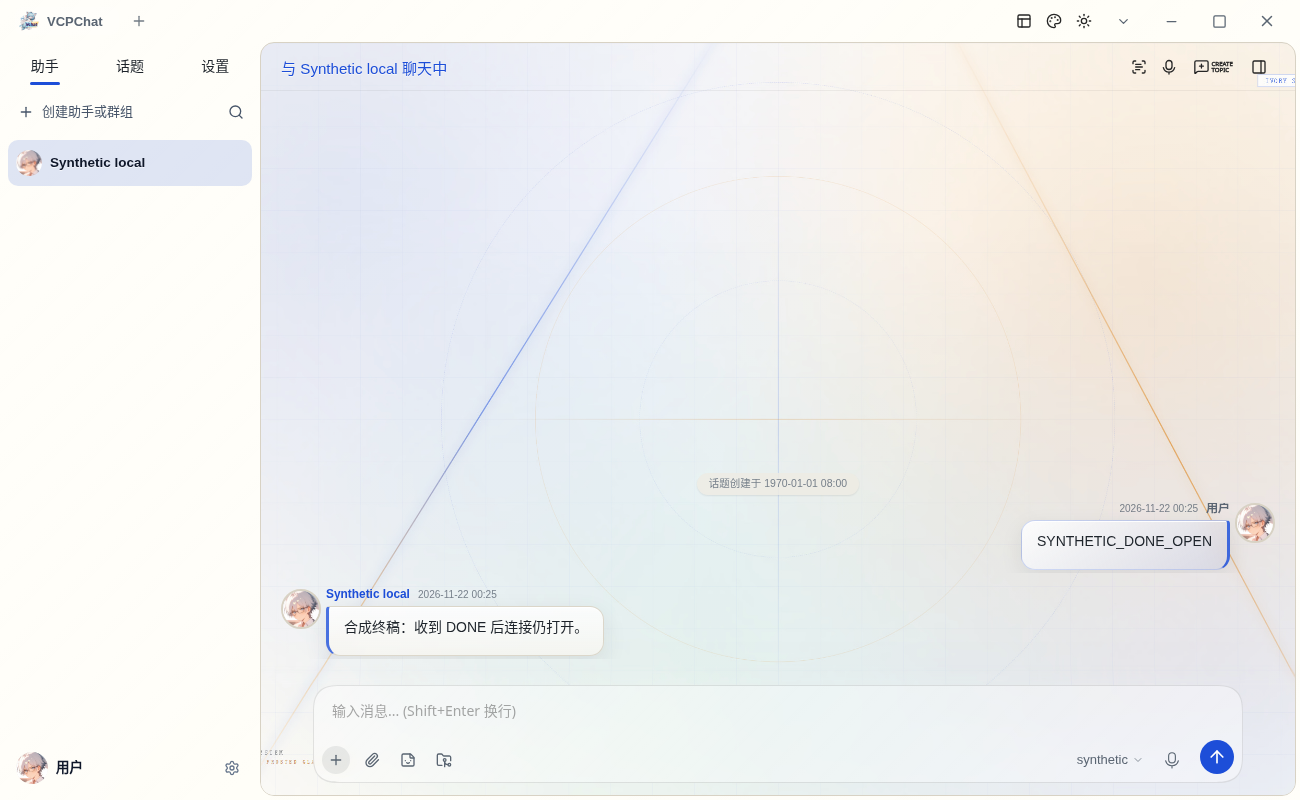 VCPChat
助手
话题
设置
创建助手或群组
Synthetic local
用户
与 Synthetic local 聊天中
CREATE TOPIC
话题创建于 1970-01-01 08:00
2026-11-22 00:25 用户
SYNTHETIC_DONE_OPEN
Synthetic local 2026-11-22 00:25
合成终稿：收到 DONE 后连接仍打开。
输入消息... (Shift+Enter 换行)
synthetic